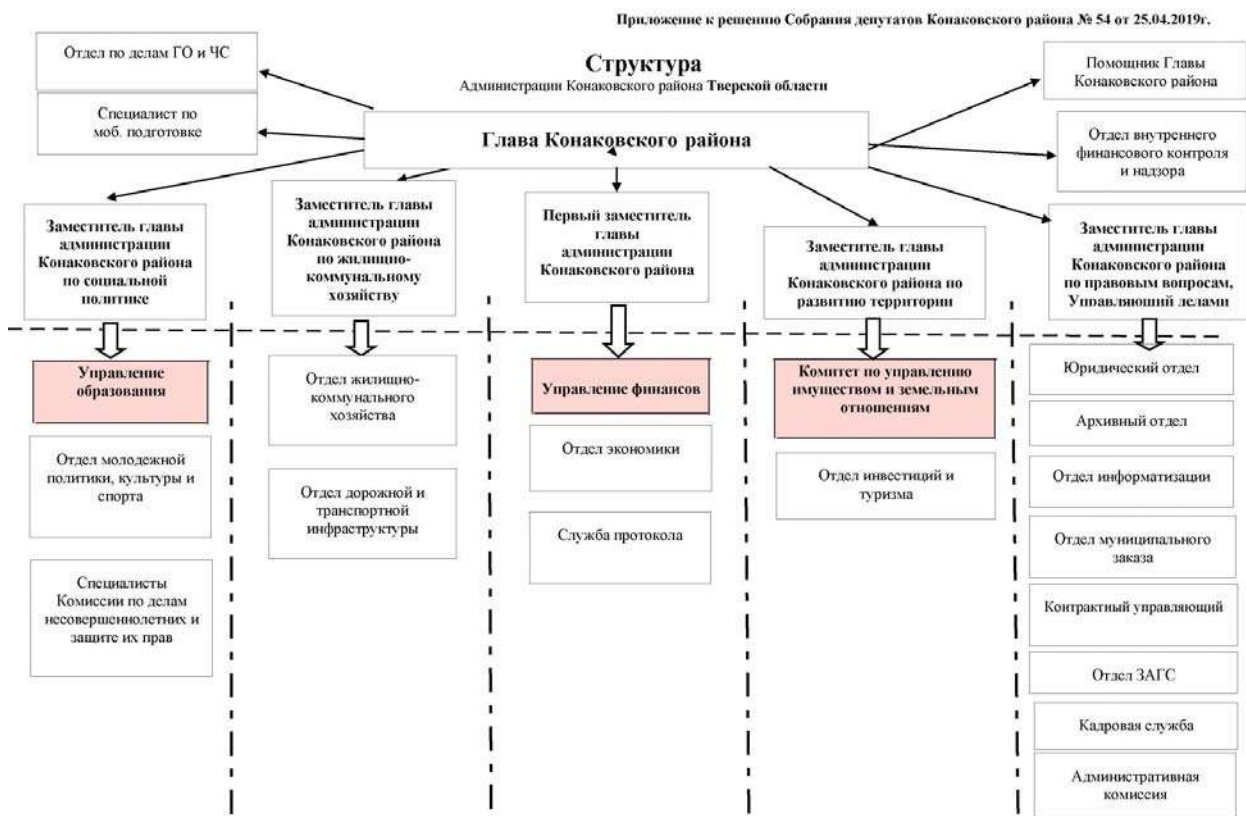 Приложение к решению Собрания депутатов Конаковского района № 54 от 25.04.2019г.
Структура
Администрации Конаковского района Тверской области
Отдел по делам ГО и ЧС
Специалист по
моб. подготовке
Глава Конаковского района
Помощник Главы
Конаковского района
Отдел внутреннего
финансового контроля
и надзора
Заместитель главы
администрации
Конаковского района
по социальной
политике
Заместитель главы
администрации
Конаковского района
по жилищно-
коммунальному
хозяйству
Первый заместитель
главы
администрации
Конаковского района
Заместитель главы
администрации
Конаковского района по
развитию территории
Заместитель главы
администрации
Конаковского района
по правовым вопросам,
Управляющий делами
Управление
образования
Отдел молодежной
политики, культуры и
спорта
Специалисты
Комиссии по делам
несовершеннолетних и
защите их прав
Отдел жилищно-
коммунального
хозяйства
Отдел дорожной и
транспортной
инфраструктуры
Управление финансов
Отдел экономики
Служба протокола
Комитет по управлению
имуществом и земельным
отношениям
Отдел инвестиций и
туризма
Юридический отдел
Архивный отдел
Отдел информатизации
Отдел муниципального
заказа
Контрактный управляющий
Отдел ЗАГС
Кадровая служба
Административная
комиссия